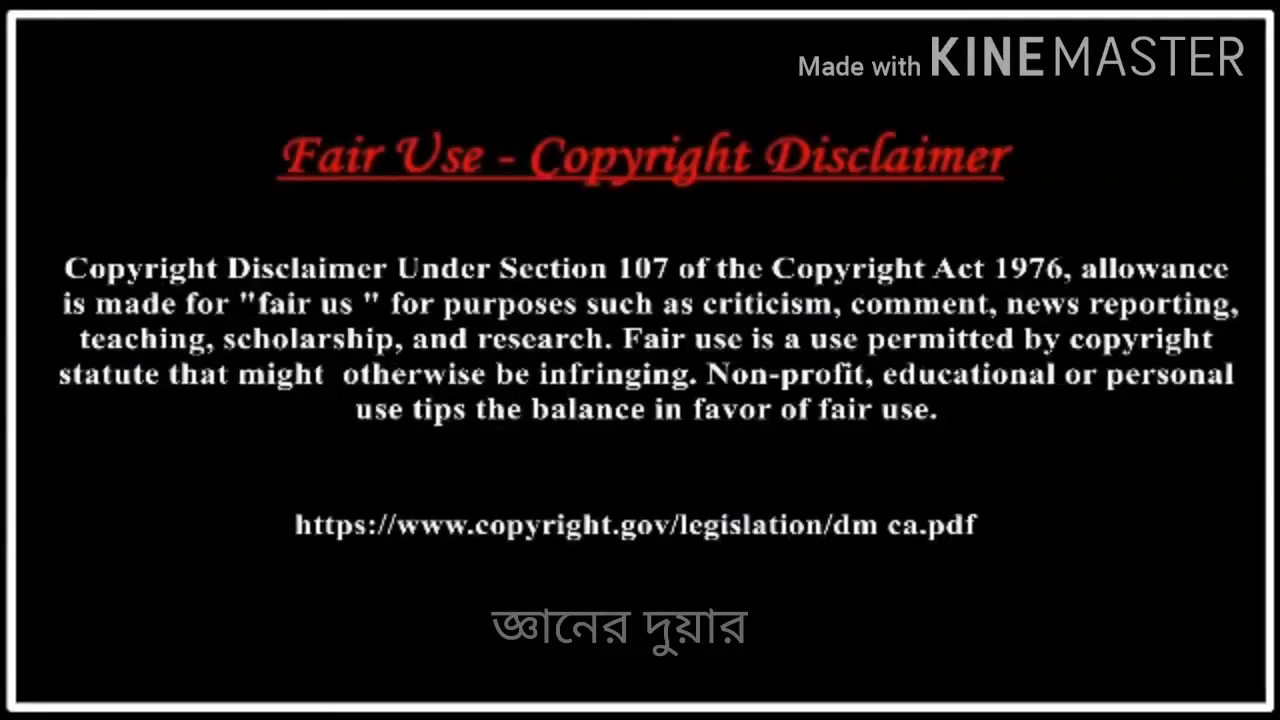 Made with KINEMASTER
Fair Use - Copyright Disclaimer
Copyright Disclaimer Under Section 107 of the Copyright Act 1976, allowance
is made for "fair us " for purposes such as criticism, comment, news reporting,
teaching, scholarship, and research. Fair use is a use permitted by copyright
statute that might  otherwise be infringing. Non-profit, educational or personal
use tips the balance in favor of fair use.
https://www.copyright.gov/legislation/dm ca.pdf
জ্ঞানের দুয়ার